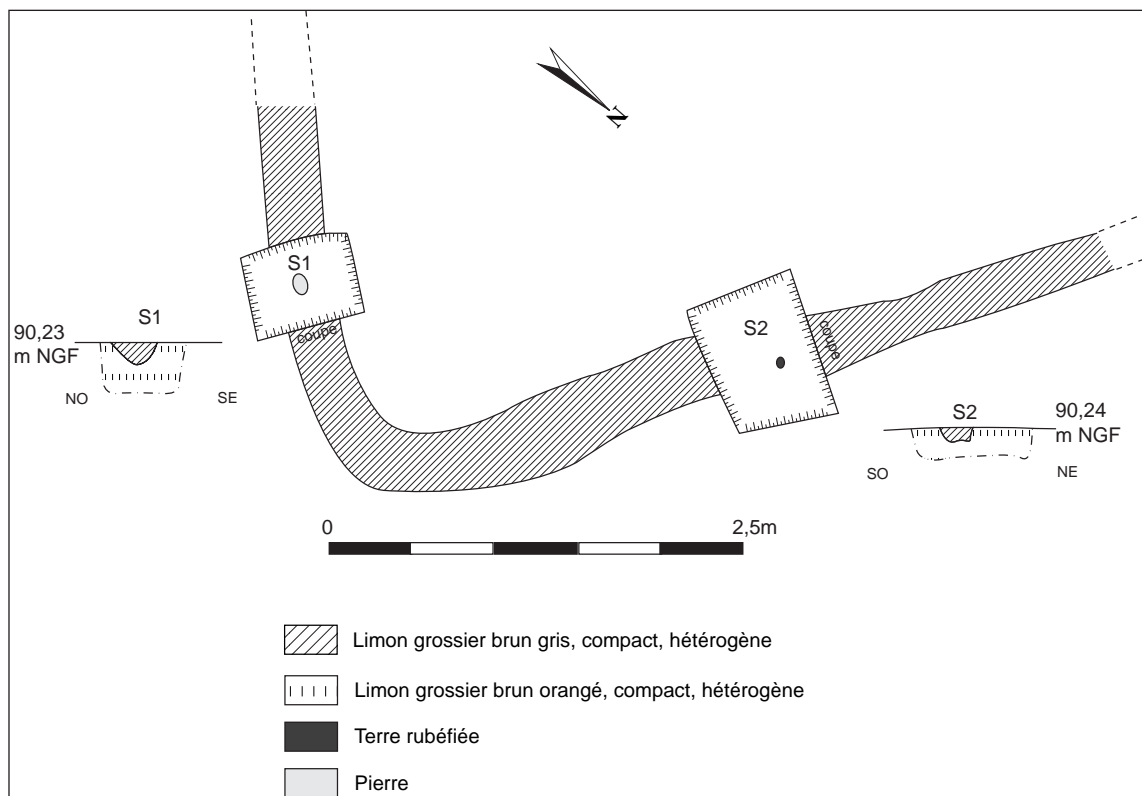 N
S1
coupe
S1
90,23
m NGF
NO
SE
S2
coupe
S2
90,24
m NGF
SO
NE
0
2,5m
Limon grossier brun gris, compact, hétérogène
Limon grossier brun orangé, compact, hétérogène
Terre rubéfiée
Pierre